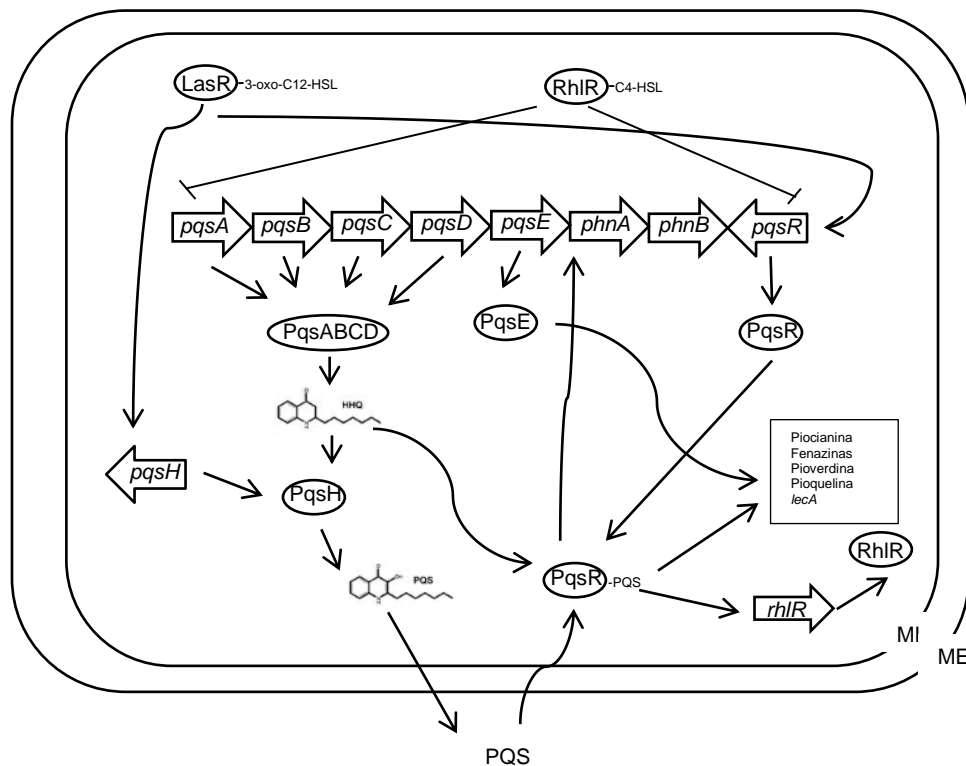 LasR-3-oxo-C12-HSL
RhlR-C4-HSL
pqsA pqsB pqsC pqsD pqsE phnA phnB pqsR
PqsABCD
PqsE
PqsR
HHQ
Piocianina
Fenazinas
Pioverdina
Pioquelina
lecA
pqsH
PqsH
RhlR
PqsR-PQS
PQS
rhlR
ME
PQS